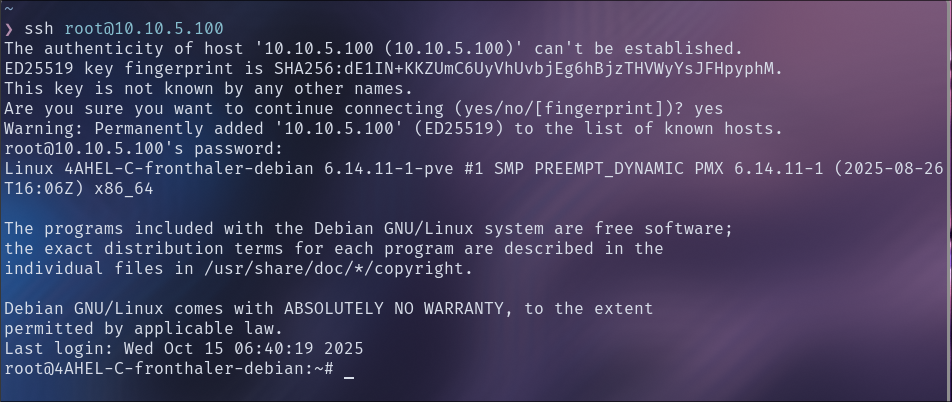 ~
❯ ssh root@10.10.5.100
The authenticity of host '10.10.5.100 (10.10.5.100)' can't be established.
ED25519 key fingerprint is SHA256:dE1IN+KKZUmC6UyVhUvbjEg6hBjzTHVWyYsJFHpyphM.
This key is not known by any other names.
Are you sure you want to continue connecting (yes/no/[fingerprint])? yes
Warning: Permanently added '10.10.5.100' (ED25519) to the list of known hosts.
root@10.10.5.100's password:
Linux 4AHEL-C-fronthaler-debian 6.14.11-1-pve #1 SMP PREEMPT_DYNAMIC PMX 6.14.11-1 (2025-08-26
T16:06Z) x86_64
The programs included with the Debian GNU/Linux system are free software;
the exact distribution terms for each program are described in the
individual files in /usr/share/doc/*/copyright.
Debian GNU/Linux comes with ABSOLUTELY NO WARRANTY, to the extent
permitted by applicable law.
Last login: Wed Oct 15 06:40:19 2025
root@4AHEL-C-fronthaler-debian:~# _